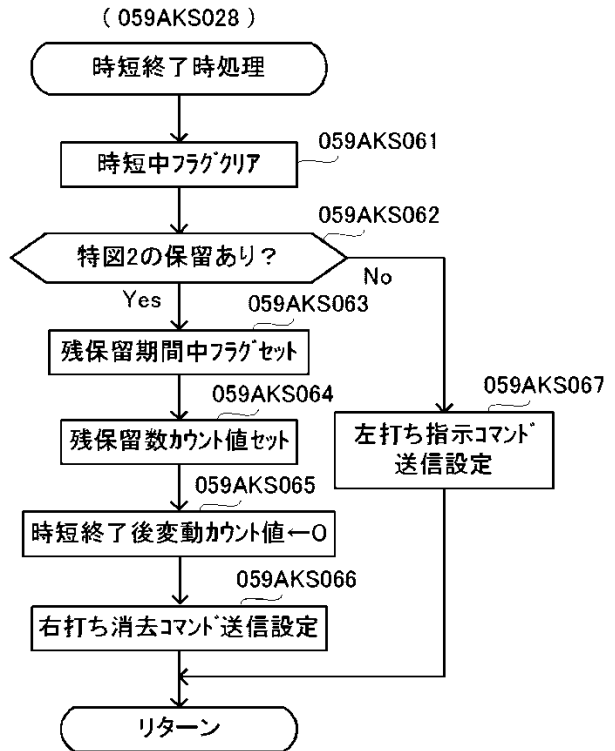 (059AKS028)
時短終了時処理
059AKS061
時短中フラグクリア
059AKS062
特図2の保留あり?
Yes
No
059AKS063
残保留期間中フラグセット
059AKS064
残保留数カウント値セット
059AKS067
左打ち指示コマンド
送信設定
059AKS065
時短終了後変動カウント値←0
059AKS066
右打ち消去コマンド送信設定
リターン